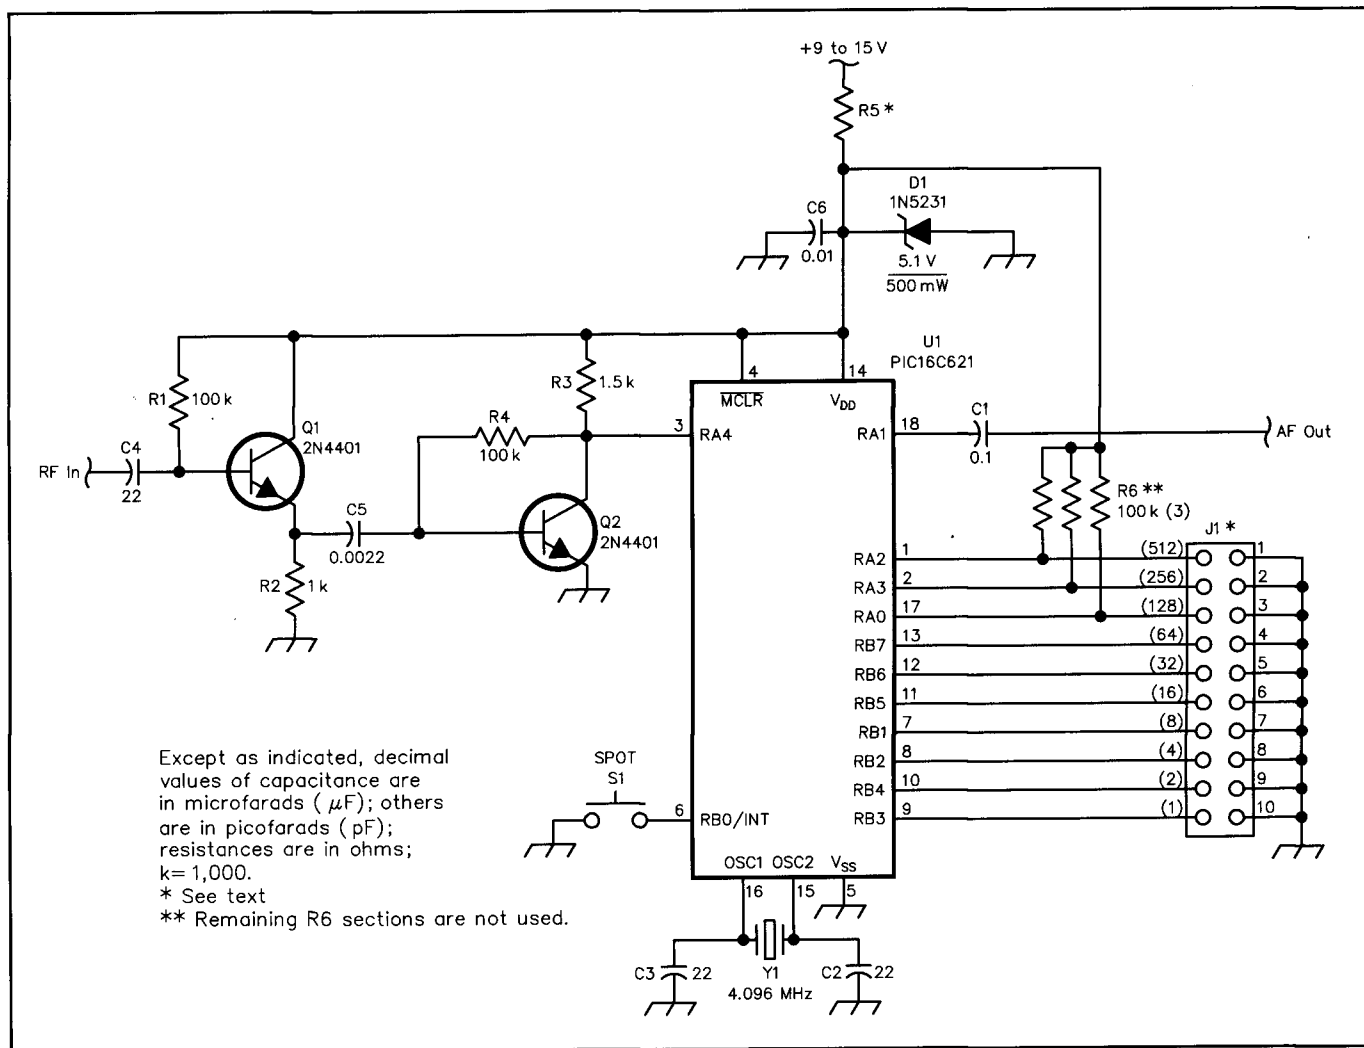 +9 to 15 V
R5 *
D1
1N5231
C6
0.01
5.1 V
500 mW
U1
PIC16C621
R1
100 k
Q1
2N4401
C4
RF In
22
R2
1 k
C5
0.0022
R3
1.5 k
R4
100 k
Q2
2N4401
4
14
MCLR
VDD
3
RA4
RA1
18
C1
0.1
AF Out
R6 **
100 k (3)
J1 *
RA2
1
(512)
1
RA3
2
(256)
2
RA0
17
(128)
3
RB7
13
(64)
4
RB6
12
(32)
5
RB5
11
(16)
6
RB1
7
(8)
7
RB2
8
(4)
8
RB4
10
(2)
9
RB3
9
(1)
10
SPOT
S1
6
RB0/INT
OSC1
OSC2
VSS
16
15
5
C3
22
Y1
4.096 MHz
C2
22
Except as indicated, decimal
values of capacitance are
in microfarads ( μF); others
are in picofarads ( pF);
resistances are in ohms;
k= 1,000.
* See text
** Remaining R6 sections are not used.